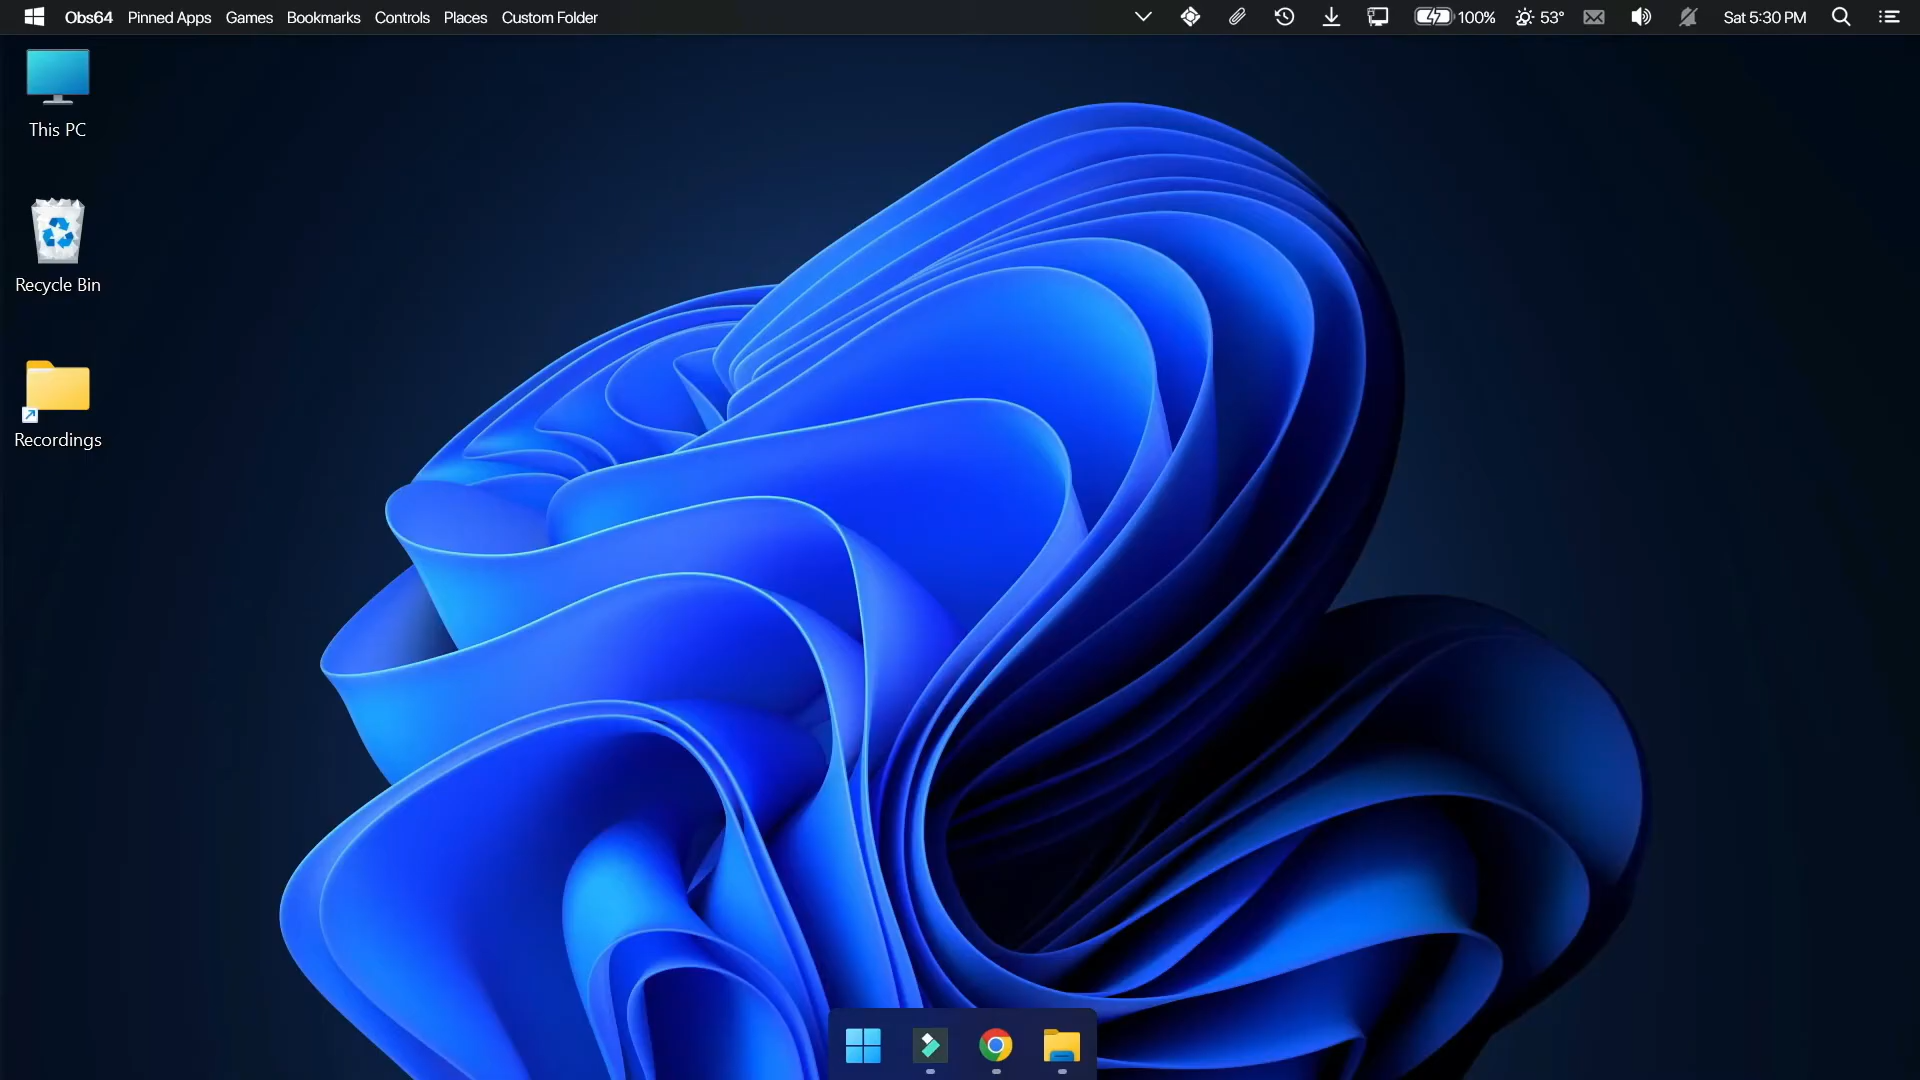 Obs64 Pinned Apps Games Bookmarks Controls Places Custom Folder 100% 53° Sat 5:30 PM
This PC
Recycle Bin
Recordings